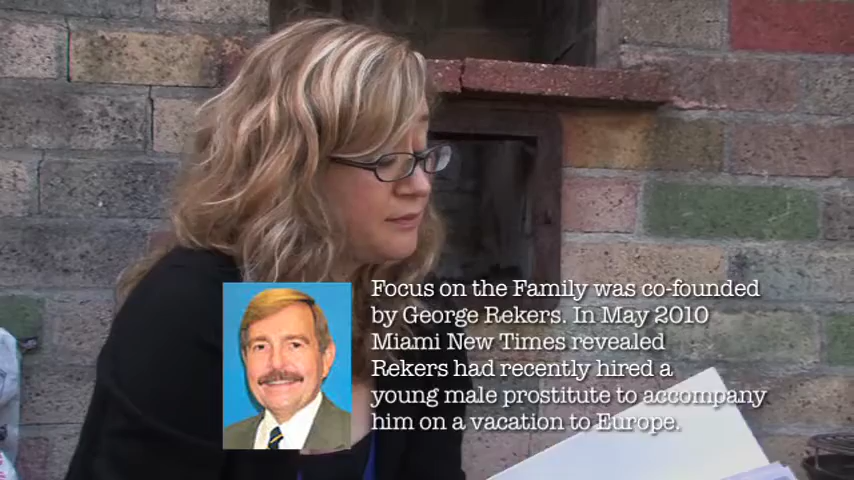 Focus on the Family was co-founded
by George Rekers. In May 2010
Miami New Times revealed
Rekers had recently hired a
young male prostitute to accompany
him on a vacation to Europe.